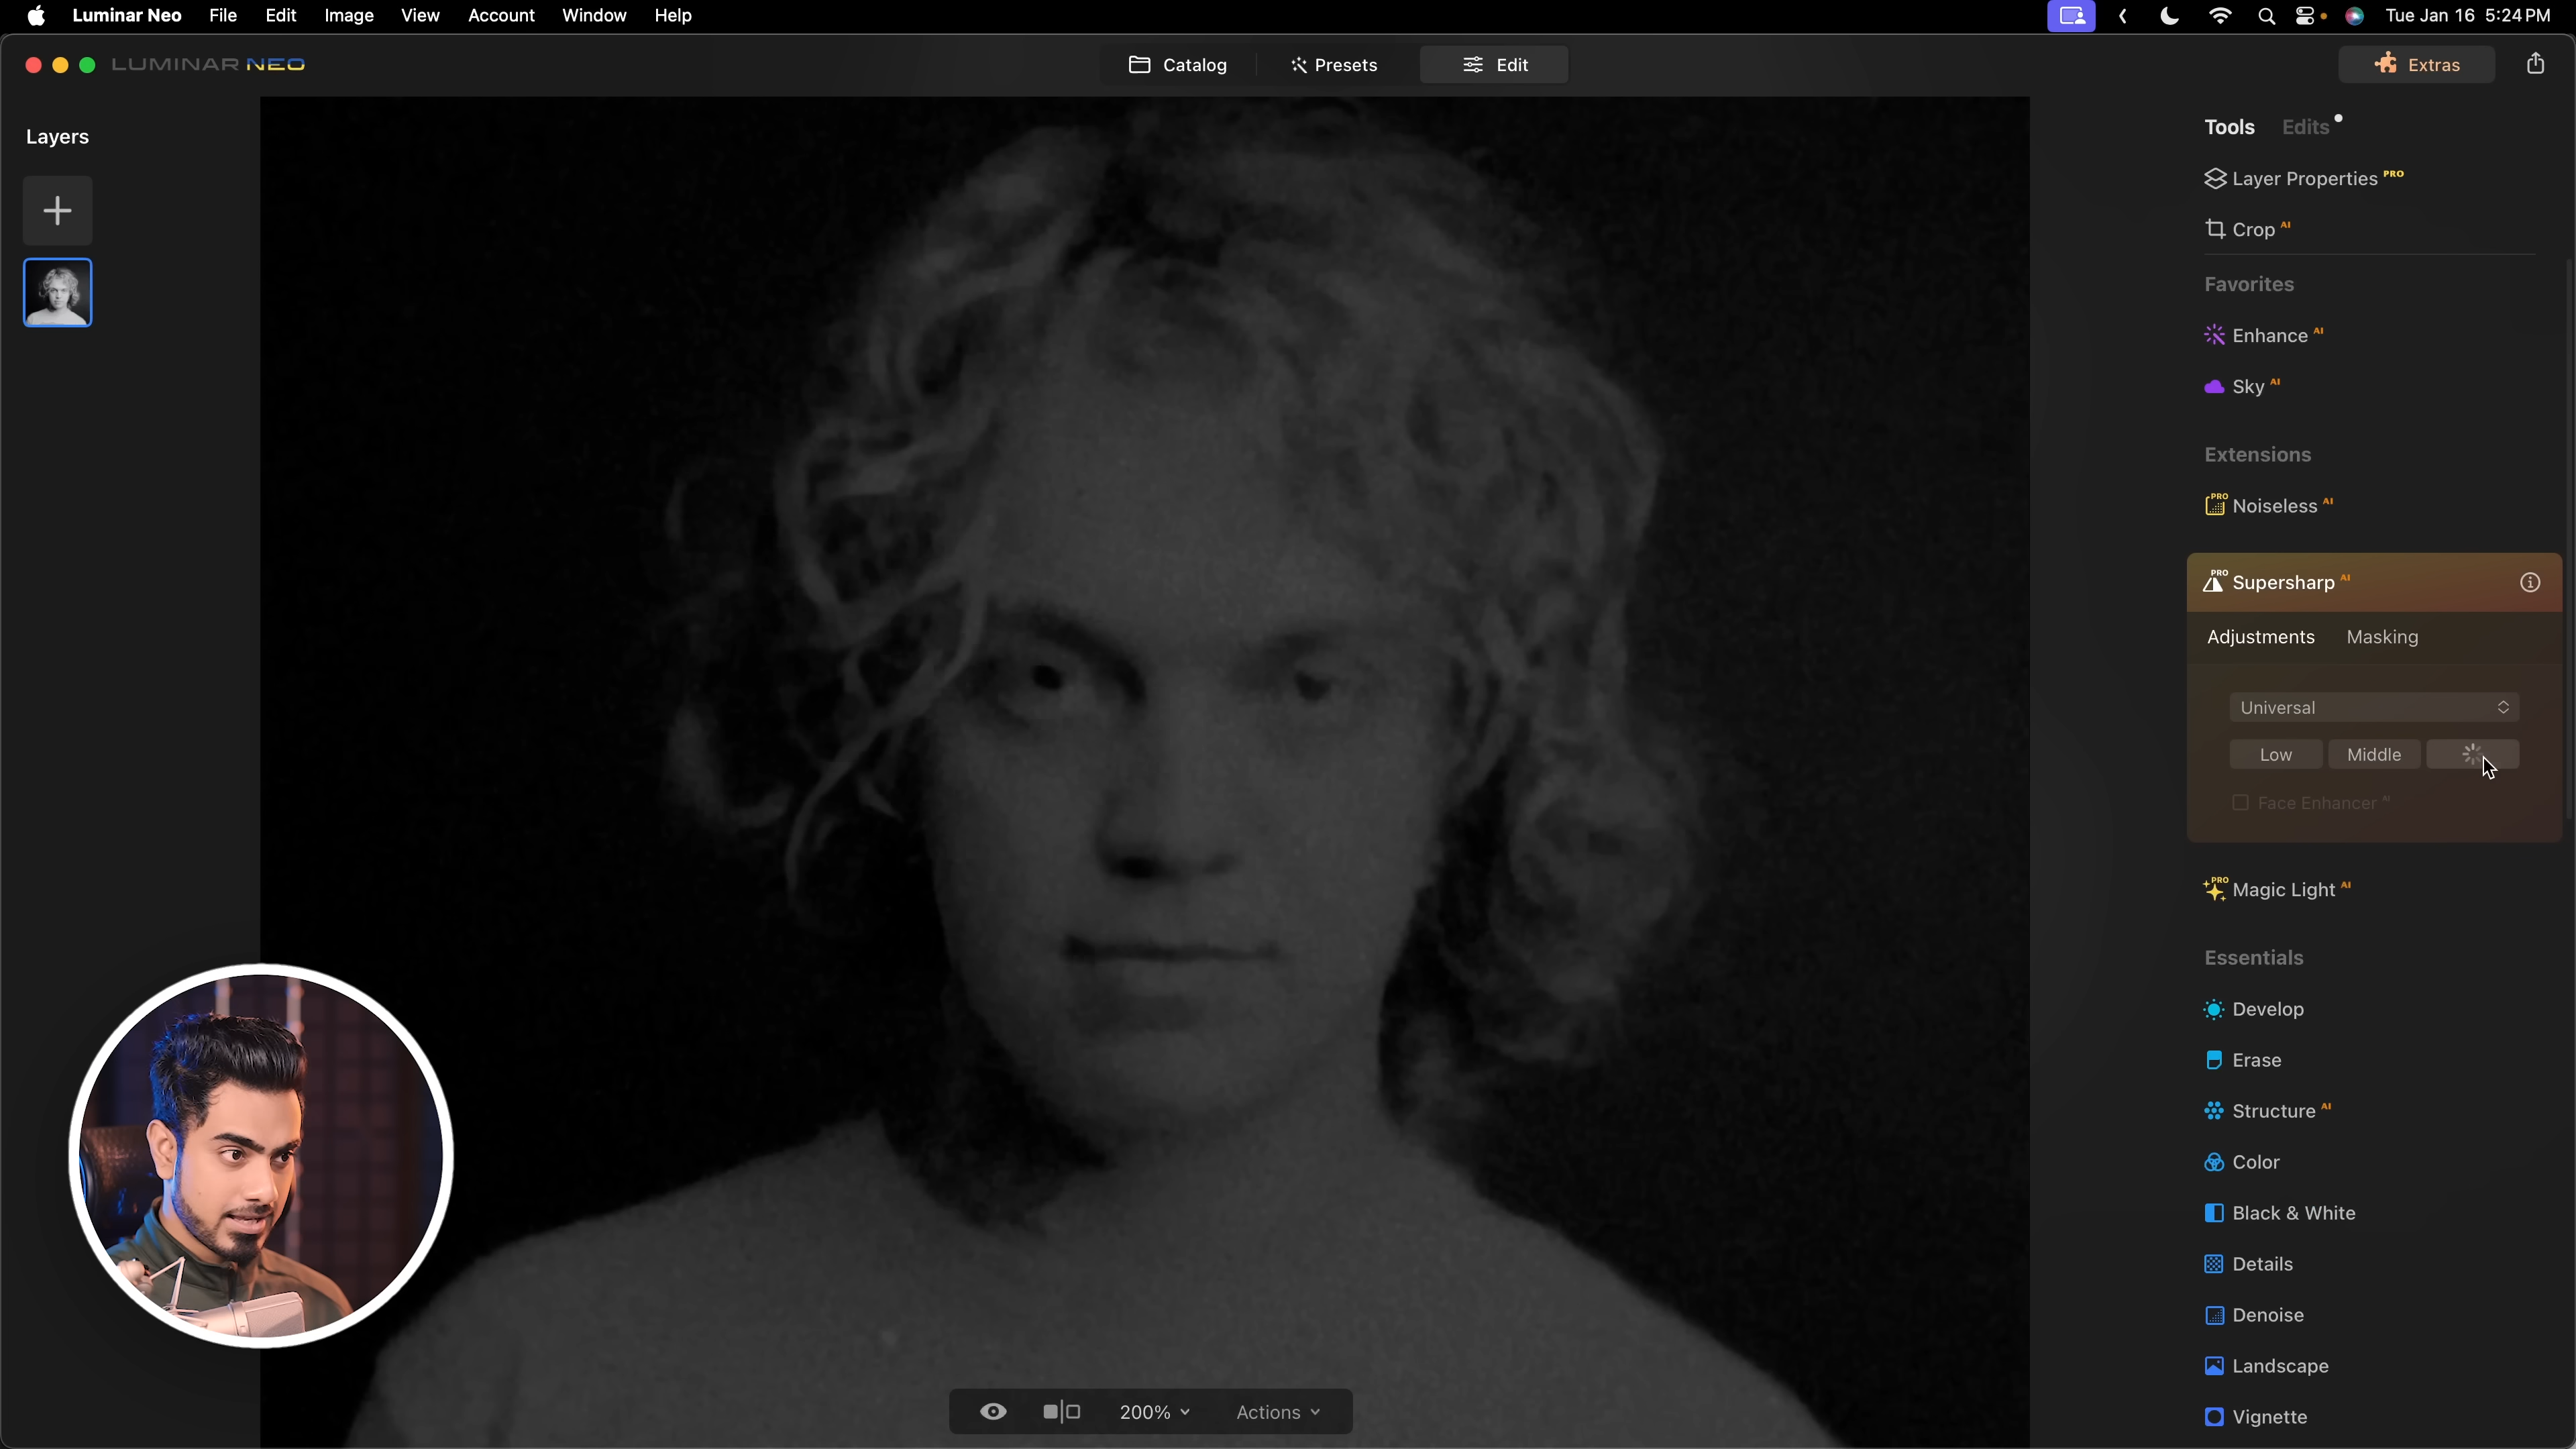 Luminar Neo File Edit Image View Account Window Help Tue Jan 16 5:24 PM
LUMINAR NEO Catalog Presets Edit Extras
Layers
Tools Edits
Layer Properties PRO
Crop AI
Favorites
Enhance AI
Sky AI
Extensions
PRO Noiseless AI
PRO Supersharp AI
Adjustments Masking
Universal
Low Middle
Face Enhancer AI
PRO Magic Light AI
Essentials
Develop
Erase
Structure AI
Color
Black & White
Details
Denoise
Landscape
Vignette
200% Actions